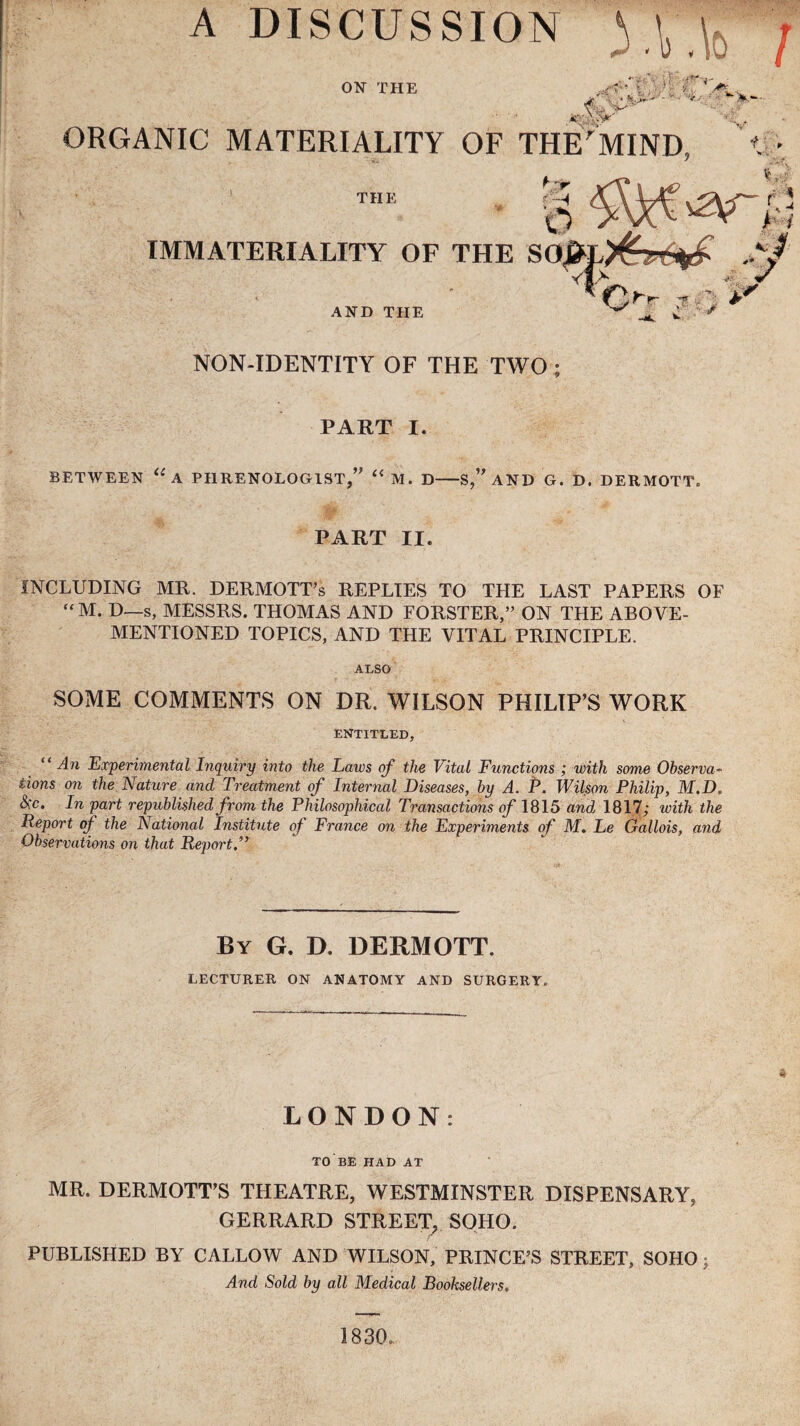 A DISCUSSION
ON THE
ORGANIC MATERIALITY OF THE MIND,
THE
IMMATERIALITY OF THE SOUL,
AND THE
NON-IDENTITY OF THE TWO;
PART I.
BETWEEN “A PHRENOLOGIST,” “M. D—S,” AND G. D. DERMOTT.
PART II.
INCLUDING MR. DERMOTT’s REPLIES TO THE LAST PAPERS OF
“M. D—s, MESSRS. THOMAS AND FORSTER,” ON THE ABOVE-
MENTIONED TOPICS, AND THE VITAL PRINCIPLE.
ALSO
SOME COMMENTS ON DR. WILSON PHILIP’S WORK
ENTITLED,
“An Experimental Inquiry into the Laws of the Vital Functions; with some Observa-
tions on the Nature and Treatment of Internal Diseases, by A. P. Wilson Philip, M.D.
&c. In part republished from the Philosophical Transactions of 1815 and 1817; with the
Report of the National Institute of France on the Experiments of M. Le Gallois, and
Observations on that Report.”
By G. D. DERMOTT.
LECTURER ON ANATOMY AND SURGERY.
LONDON:
TO BE HAD AT
MR. DERMOTT’S THEATRE, WESTMINSTER DISPENSARY,
GERRARD STREET, SOHO.
PUBLISHED BY CALLOW AND WILSON, PRINCE’S STREET, SOHO;
And Sold by all Medical Booksellers.
1830.